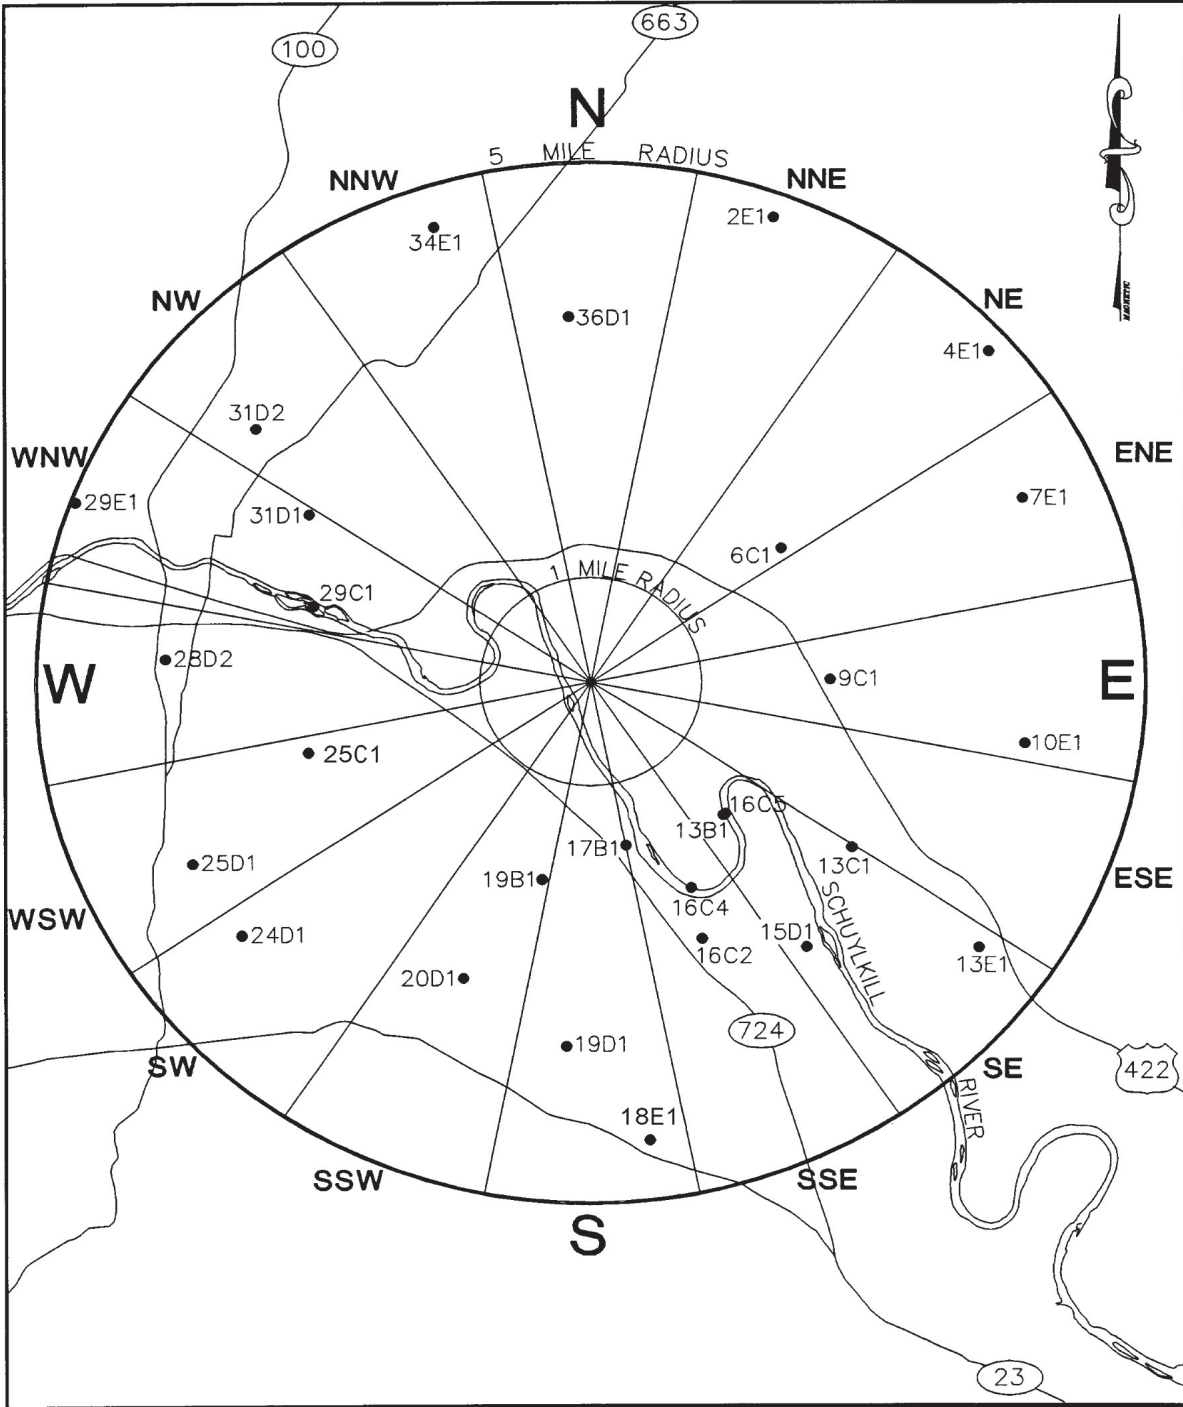 100
663
N
5 MILE RADIUS
NNW
NNE
2E1
34E1
NW
NE
36D1
4E1
31D2
WNW
ENE
29E1
7E1
31D1
6C1
1 MILE RADIUS
29C1
28D2
9C1
W
E
10E1
25C1
16C5
13B1
17B1
13C1
25D1
19B1
ESE
16C4
WSW
SCHUYLKILL
24D1
15D1
16C2
13E1
20D1
724
19D1
SW
SE
422
RIVER
18E1
SSW
SSE
S
23